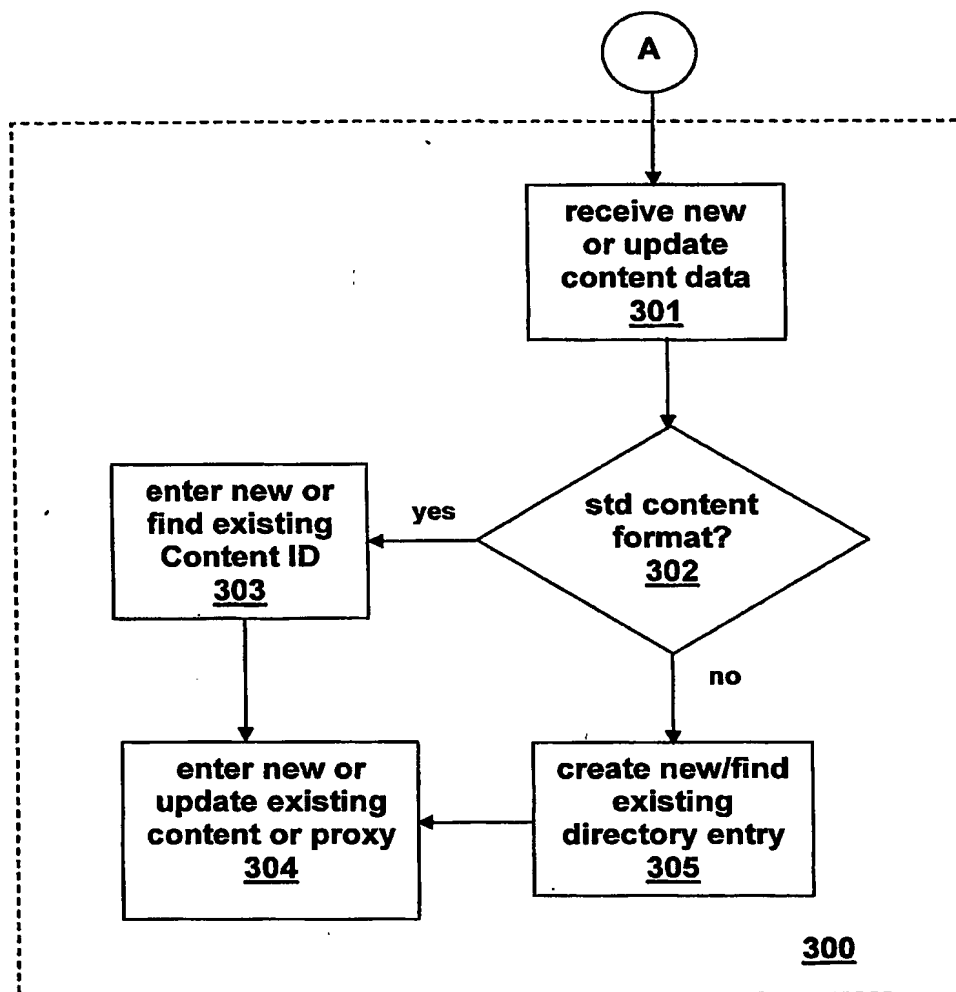 A
receive new
or update
content data
301
std content
format?
302
yes
enter new or
find existing
Content ID
303
no
enter new or
update existing
content or proxy
304
create new/find
existing
directory entry
305
300